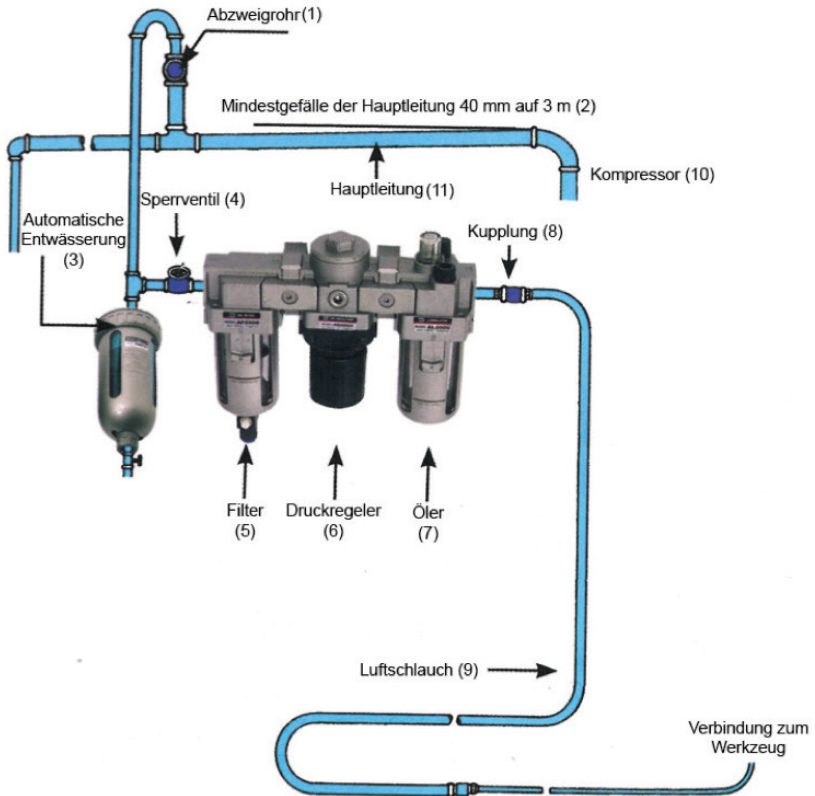 Abzweigrohr (1)
Mindestgefälle der Hauptleitung 40 mm auf 3 m (2)
Kompressor (10)
Hauptleitung (11)
Sperrventil (4)
Automatische
Entwässerung
(3)
Kupplung (8)
Filter
(5)
Druckregeler
(6)
Öler
(7)
Luftschlauch (9)
Verbindung zum
Werkzeug